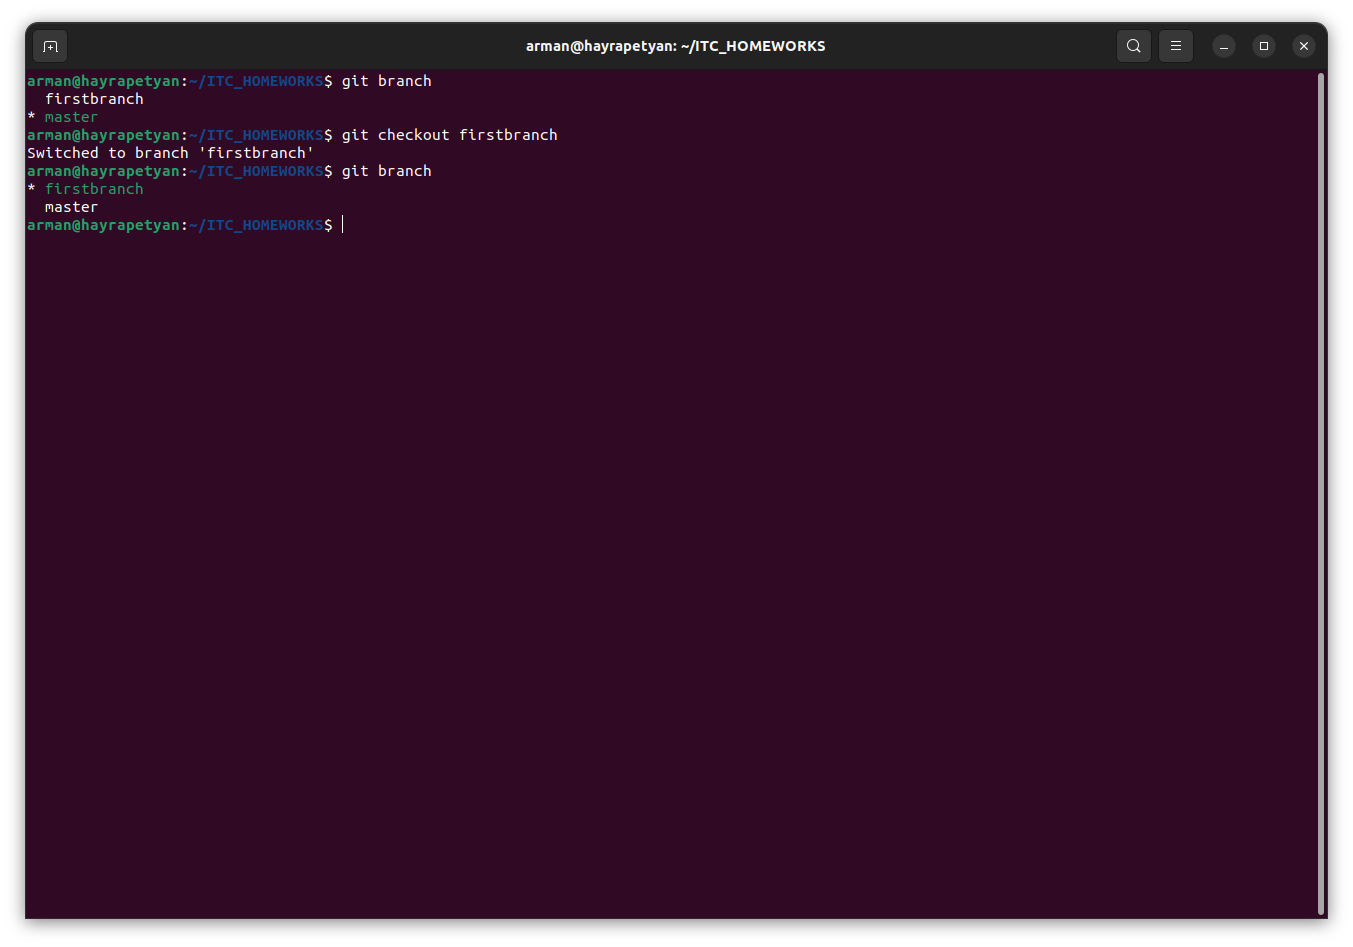 arman@hayrapetyan: ~/ITC_HOMEWORKS
arman@hayrapetyan:~/ITC_HOMEWORKS$ git branch
  firstbranch
* master
arman@hayrapetyan:~/ITC_HOMEWORKS$ git checkout firstbranch
Switched to branch 'firstbranch'
arman@hayrapetyan:~/ITC_HOMEWORKS$ git branch
* firstbranch
  master
arman@hayrapetyan:~/ITC_HOMEWORKS$